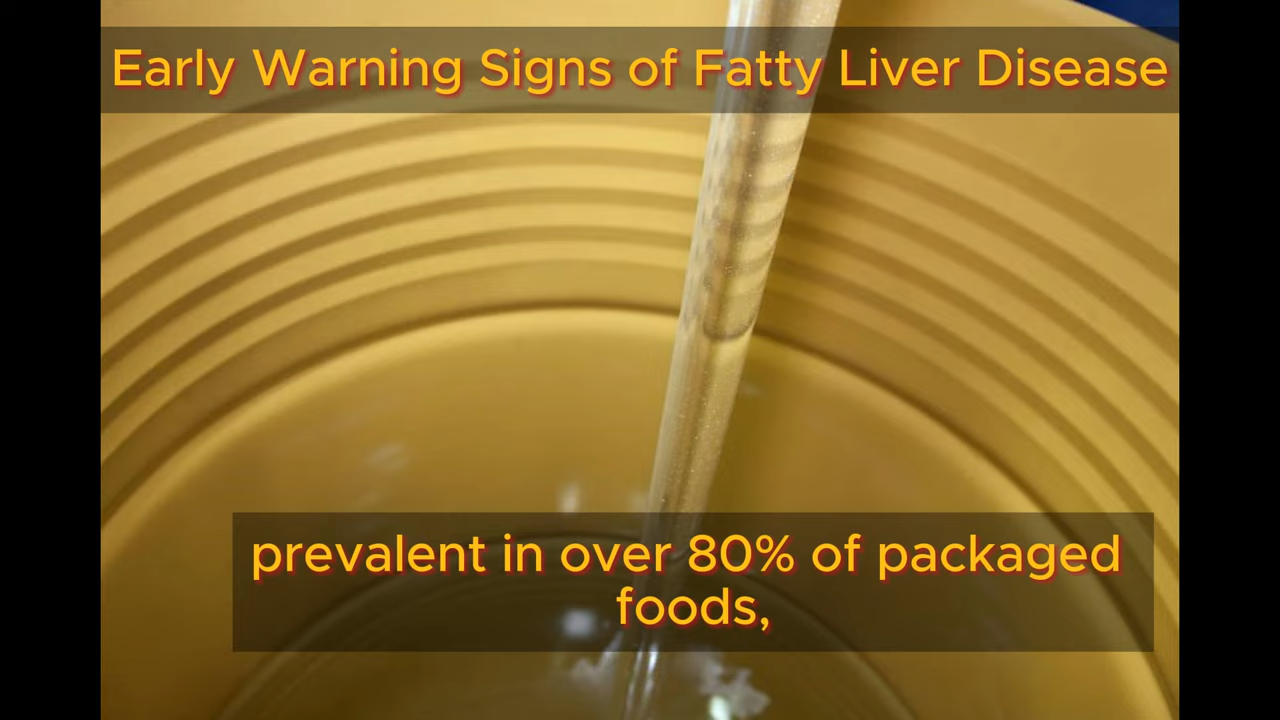 Early Warning Signs of Fatty Liver Disease
prevalent in over 80% of packaged
foods,